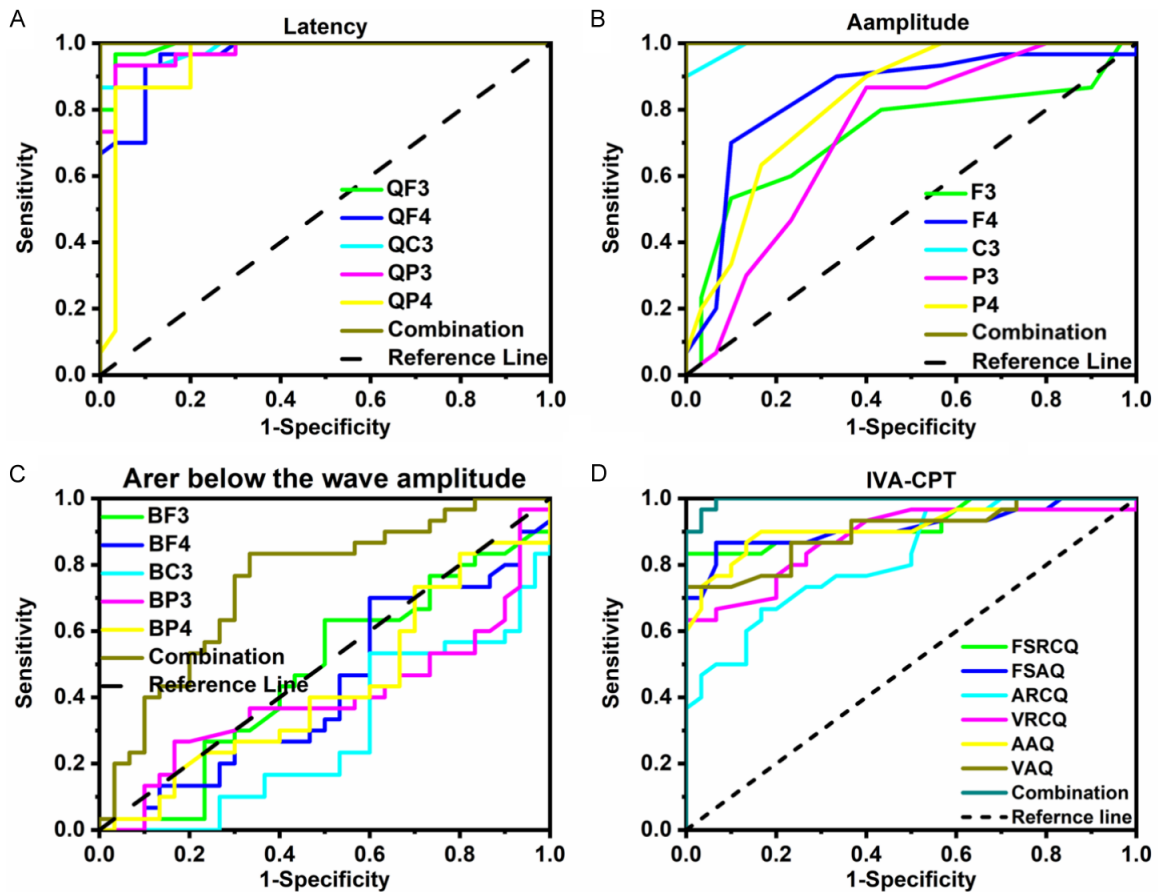 A
Latency
1.0
0.8
0.6
0.4
0.2
0.0
Sensitivity
QF3
QF4
QC3
QP3
QP4
Combination
Reference Line
0.0 0.2 0.4 0.6 0.8 1.0
1-Specificity
B
Aamplitude
1.0
0.8
0.6
0.4
0.2
0.0
Sensitivity
F3
F4
C3
P3
P4
Combination
Reference Line
0.0 0.2 0.4 0.6 0.8 1.0
1-Specificity
C
Arer below the wave amplitude
1.0
0.8
0.6
0.4
0.2
0.0
Sensitivity
BF3
BF4
BC3
BP3
BP4
Combination
Reference Line
0.0 0.2 0.4 0.6 0.8 1.0
1-Specificity
D
IVA-CPT
1.0
0.8
0.6
0.4
0.2
0.0
Sensitivity
FSRCQ
FSAQ
ARCQ
VRCQ
AAQ
VAQ
Combination
Refernce line
0.0 0.2 0.4 0.6 0.8 1.0
1-Specificity